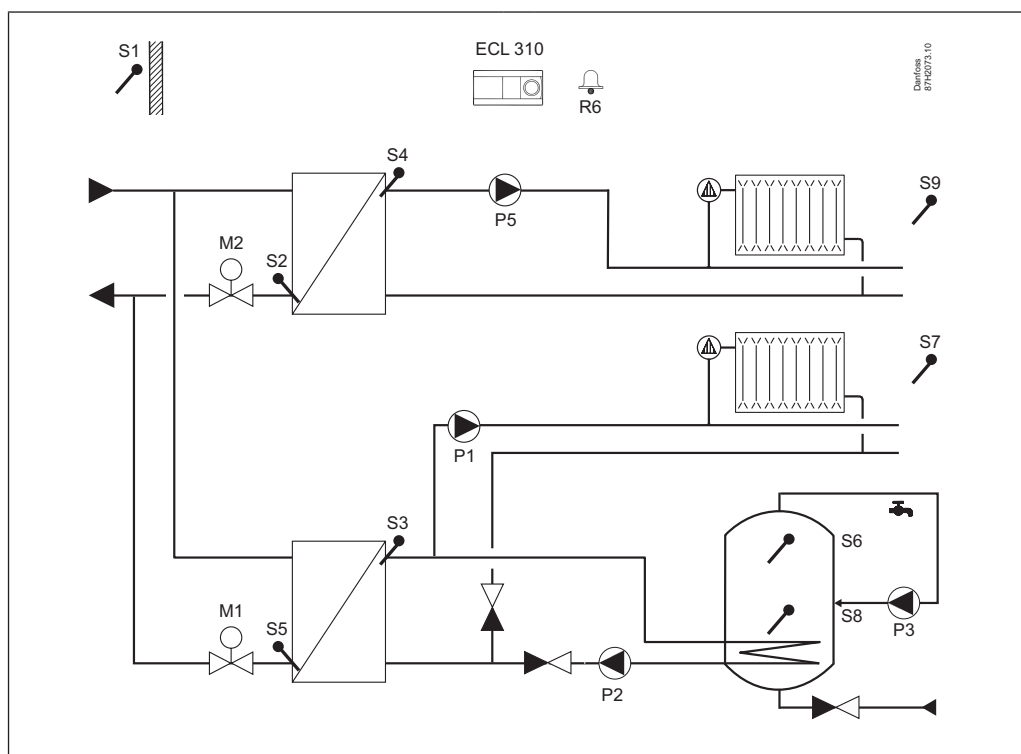 S1
ECL 310
R6
Danfoss
87H2073.10
S4
P5
S9
M2
S2
S7
P1
S3
S6
M1
S5
S8
P3
P2